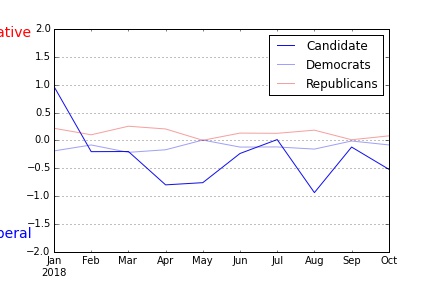 ative
2.0
1.5
1.0
0.5
0.0
−0.5
−1.0
−1.5
−2.0
beral
Candidate
Democrats
Republicans
Jan Feb Mar Apr May Jun Jul Aug Sep Oct
2018